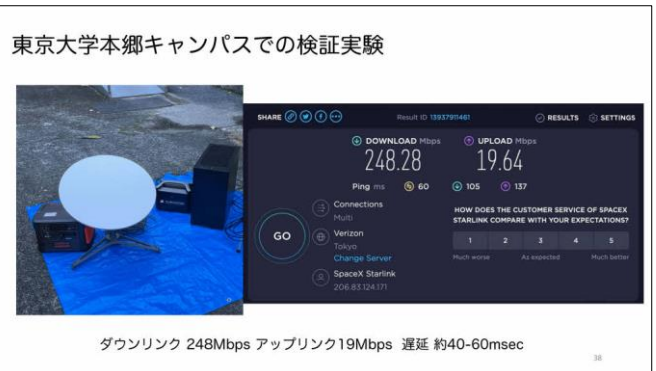 東京大学本郷キャンパスでの検証実験
SHARE
Result ID 13937911461
RESULTS
SETTINGS
DOWNLOAD Mbps
248.28
UPLOAD Mbps
19.64
Ping ms 60 105 137
GO
Connections
Multi
Verizon
Tokyo
Change Server
SpaceX Starlink
206.83.124.171
HOW DOES THE CUSTOMER SERVICE OF SPACEX
STARLINK COMPARE WITH YOUR EXPECTATIONS?
1 2 3 4 5
Much worse As expected Much better
ダウンリンク 248Mbps アップリンク19Mbps 遅延 約40-60msec
38